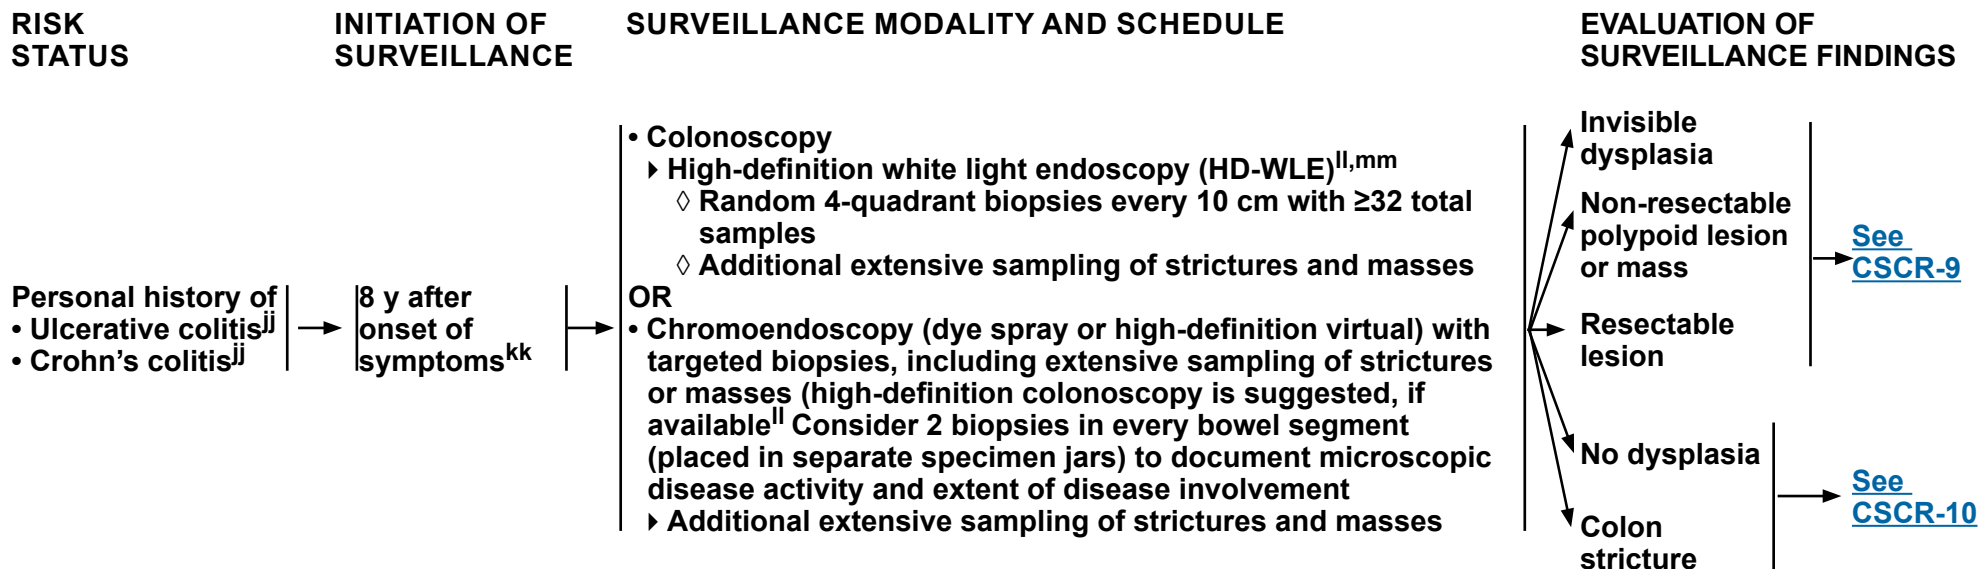 RISK
STATUS
INITIATION OF
SURVEILLANCE
SURVEILLANCE MODALITY AND SCHEDULE
EVALUATION OF
SURVEILLANCE FINDINGS
Personal history of
• Ulcerative colitisjj
• Crohn’s colitisjj
8 y after
onset of
symptomskk
• Colonoscopy
▸ High-definition white light endoscopy (HD-WLE)ll,mm
◊ Random 4-quadrant biopsies every 10 cm with ≥32 total
samples
◊ Additional extensive sampling of strictures and masses
OR
• Chromoendoscopy (dye spray or high-definition virtual) with
targeted biopsies, including extensive sampling of strictures
or masses (high-definition colonoscopy is suggested, if
availablell Consider 2 biopsies in every bowel segment
(placed in separate specimen jars) to document microscopic
disease activity and extent of disease involvement
▸ Additional extensive sampling of strictures and masses
Invisible
dysplasia
Non-resectable
polypoid lesion
or mass
Resectable
lesion
See
CSCR-9
No dysplasia
Colon
stricture
See
CSCR-10